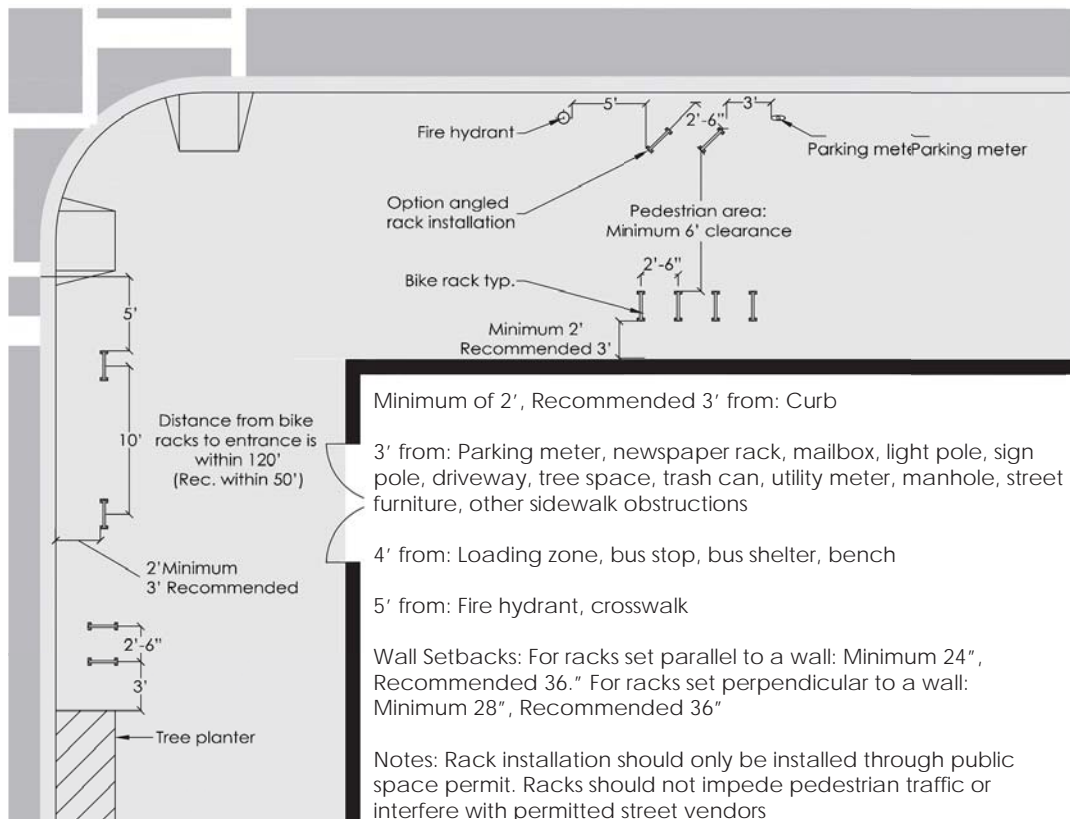 Fire hydrant
5'
2'-6"
3'
Parking mete
Parking meter
Option angled
rack installation
Pedestrian area:
Minimum 6' clearance
Bike rack typ.
2'-6"
Minimum 2'
Recommended 3'
5'
10'
Distance from bike
racks to entrance is
within 120'
(Rec. within 50')
2'Minimum
3' Recommended
2'-6"
3'
Tree planter
Minimum of 2', Recommended 3' from: Curb
3' from: Parking meter, newspaper rack, mailbox, light pole, sign
pole, driveway, tree space, trash can, utility meter, manhole, street
furniture, other sidewalk obstructions
4' from: Loading zone, bus stop, bus shelter, bench
5' from: Fire hydrant, crosswalk
Wall Setbacks: For racks set parallel to a wall: Minimum 24",
Recommended 36." For racks set perpendicular to a wall:
Minimum 28", Recommended 36"
Notes: Rack installation should only be installed through public
space permit. Racks should not impede pedestrian traffic or
interfere with permitted street vendors